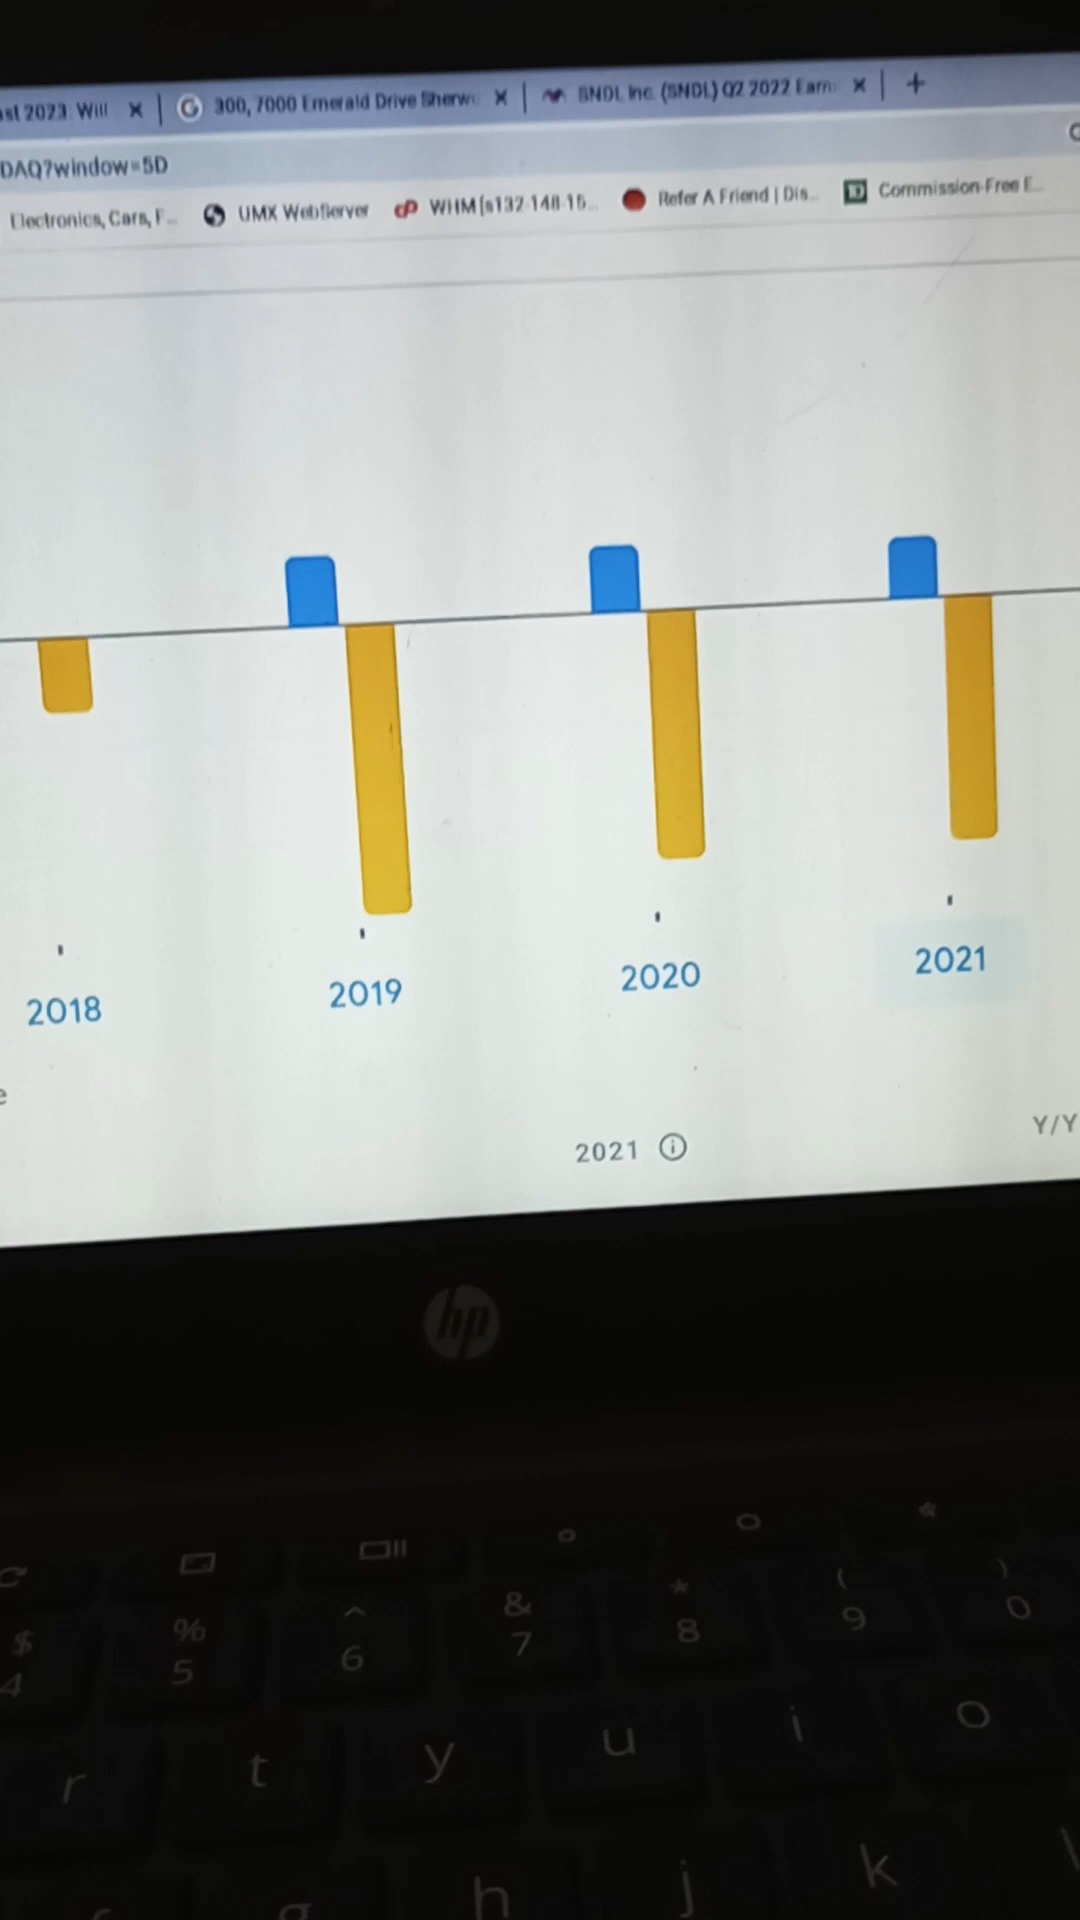 2023 Will
300, 7000 Emerald Drive Sherw
SNDL Inc. (SNDL) Q2 2022 Earn
DAQ?window=5D
Electronics, Cars, F...
UMX WebServer
WHM [s132-148-15...
Refer A Friend | Dis...
Commission-Free E...
2018
2019
2020
2021
2021
Y/Y
hp
$ % ^ & * ( )
4 5 6 7 8 9 0
r t y u i o
h j k